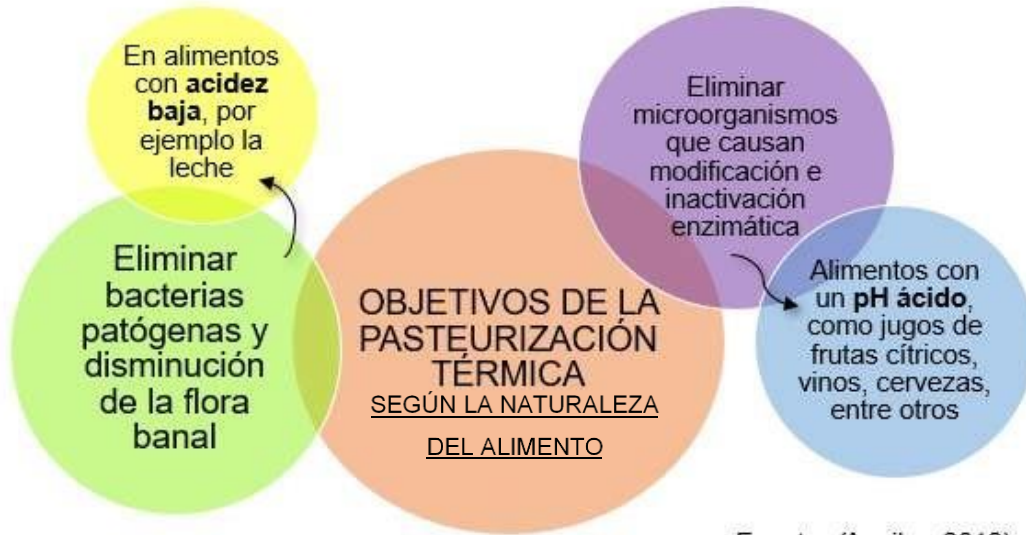 En alimentos
con acidez
baja, por
ejemplo la
leche
Eliminar
bacterias
patógenas y
disminución
de la flora
banal
OBJETIVOS DE LA
PASTEURIZACIÓN
TÉRMICA
SEGÚN LA NATURALEZA
DEL ALIMENTO
Eliminar
microorganismos
que causan
modificación e
inactivación
enzimática
Alimentos con
un pH ácido,
como jugos de
frutas cítricos,
vinos, cervezas,
entre otros